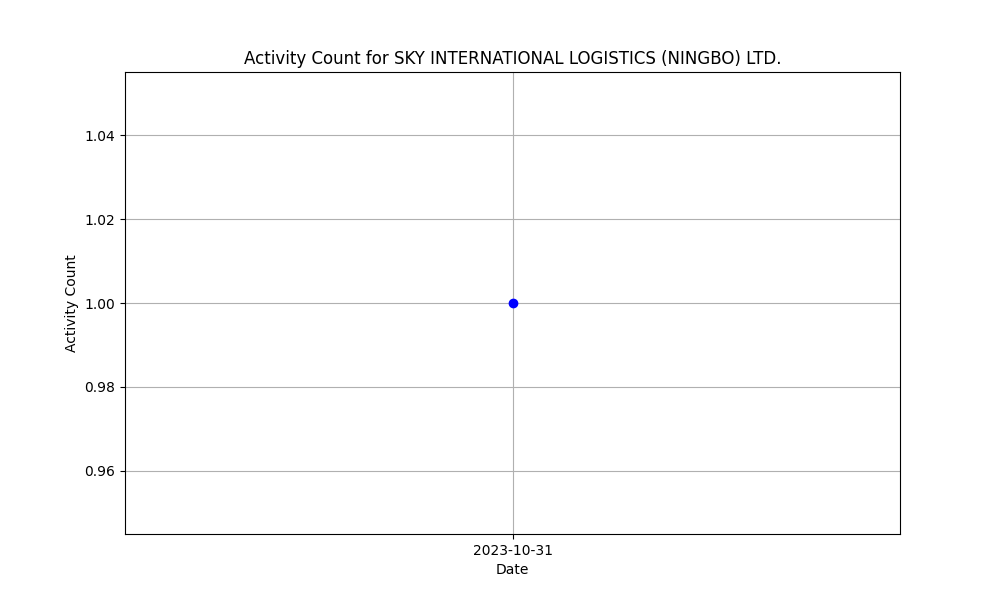 Activity Count for SKY INTERNATIONAL LOGISTICS (NINGBO) LTD.
1.04
1.02
1.00
0.98
0.96
Activity Count
2023-10-31
Date